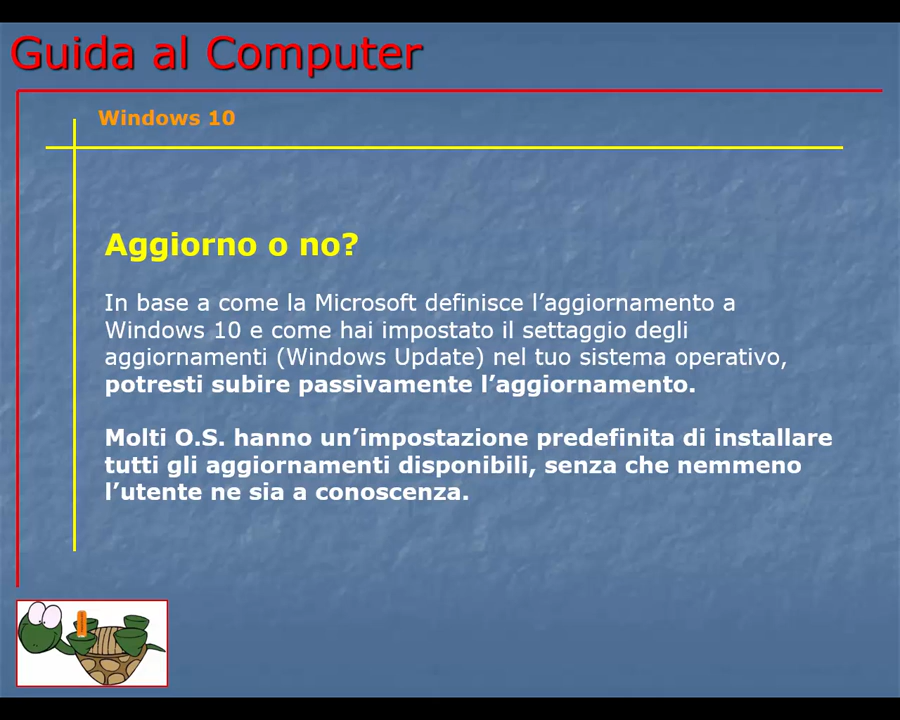 Guida al Computer
Windows 10
Aggiorno o no?
In base a come la Microsoft definisce l’aggiornamento a
Windows 10 e come hai impostato il settaggio degli
aggiornamenti (Windows Update) nel tuo sistema operativo,
potresti subire passivamente l’aggiornamento.
Molti O.S. hanno un’impostazione predefinita di installare
tutti gli aggiornamenti disponibili, senza che nemmeno
l’utente ne sia a conoscenza.